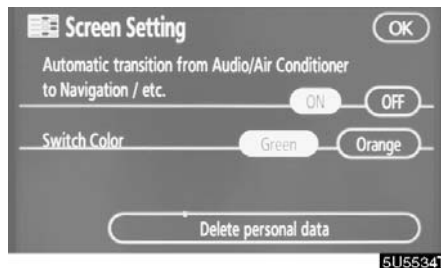 Screen Setting
OK
Automatic transition from Audio/Air Conditioner
to Navigation / etc.
ON
OFF
Switch Color
Green
Orange
Delete personal data
5U5534